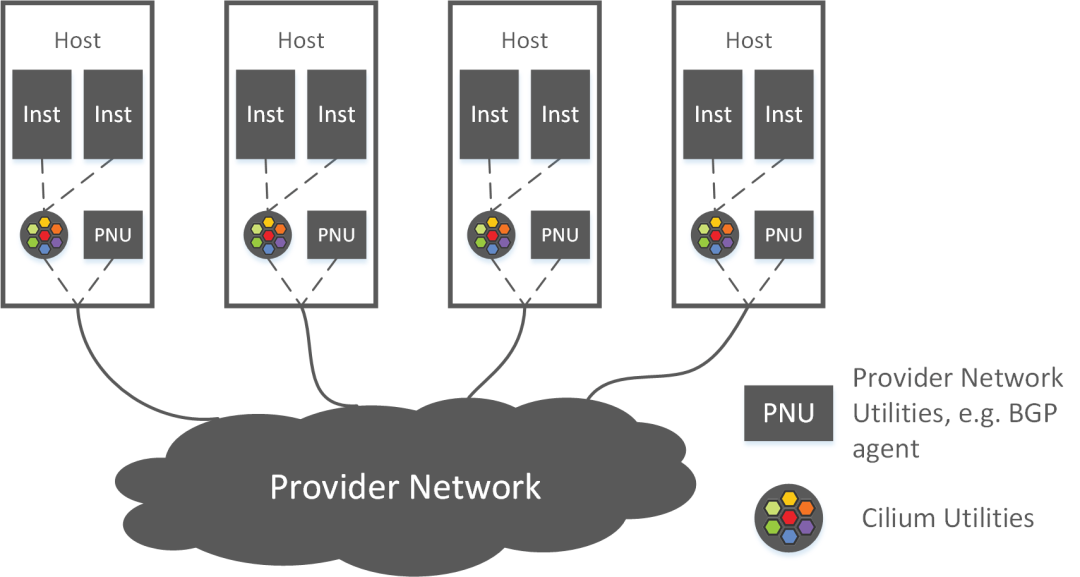 Host
Host
Host
Host
Inst
Inst
Inst
Inst
Inst
Inst
Inst
Inst
PNU
PNU
PNU
PNU
Provider Network
PNU
Provider Network
Utilities, e.g. BGP
agent
Cilium Utilities